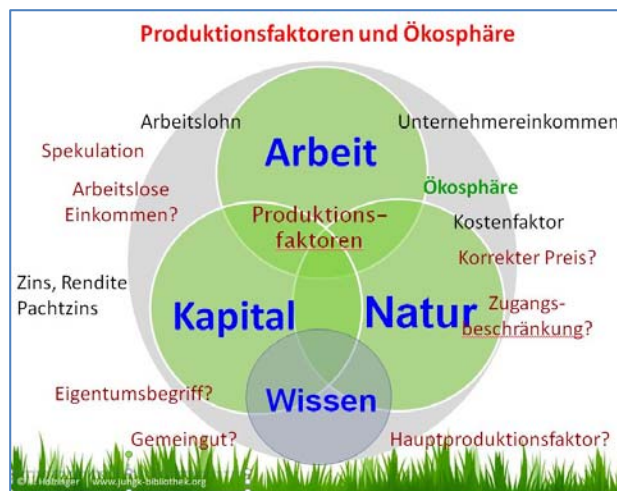 Produktionsfaktoren und Ökosphäre
Arbeitslohn
Unternehmereinkommen
Arbeit
Spekulation
Ökosphäre
Arbeitslose
Einkommen?
Produktions-
faktoren
Kostenfaktor
Korrekter Preis?
Zins, Rendite
Pachtzins
Kapital
Natur
Zugangs-
beschränkung?
Eigentumsbegriff?
Wissen
Gemeingut?
Hauptproduktionsfaktor?
www.jungk-bibliothek.org